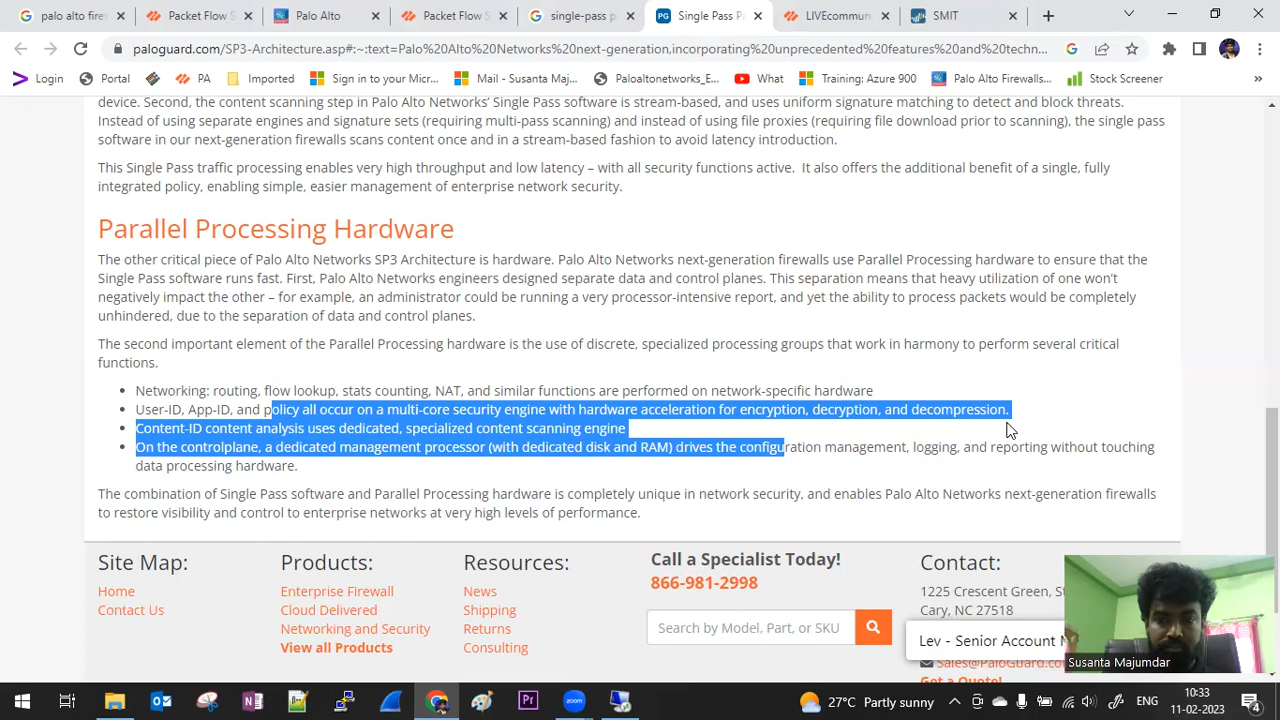 palo alto fire
Packet Flow S
Palo Alto
Packet Flow S
single-pass p
Single Pass Pa
LIVEcommun
SMIT
paloguard.com/SP3-Architecture.asp#:~:text=Palo%20Alto%20Networks%20next-generation,incorporating%20unprecedented%20features%20and%20techn...
Login
Portal
PA
Imported
Sign in to your Micr...
Mail - Susanta Maj...
Paloaltonetworks_E...
What
Training: Azure 900
Palo Alto Firewalls...
Stock Screener
device. Second, the content scanning step in Palo Alto Networks’ Single Pass software is stream-based, and uses uniform signature matching to detect and block threats.
Instead of using separate engines and signature sets (requiring multi-pass scanning) and instead of using file proxies (requiring file download prior to scanning), the single pass
software in our next-generation firewalls scans content once and in a stream-based fashion to avoid latency introduction.
This Single Pass traffic processing enables very high throughput and low latency – with all security functions active. It also offers the additional benefit of a single, fully
integrated policy, enabling simple, easier management of enterprise network security.
Parallel Processing Hardware
The other critical piece of Palo Alto Networks SP3 Architecture is hardware. Palo Alto Networks next-generation firewalls use Parallel Processing hardware to ensure that the
Single Pass software runs fast. First, Palo Alto Networks engineers designed separate data and control planes. This separation means that heavy utilization of one won’t
negatively impact the other – for example, an administrator could be running a very processor-intensive report, and yet the ability to process packets would be completely
unhindered, due to the separation of data and control planes.
The second important element of the Parallel Processing hardware is the use of discrete, specialized processing groups that work in harmony to perform several critical
functions.
• Networking: routing, flow lookup, stats counting, NAT, and similar functions are performed on network-specific hardware
• User-ID, App-ID, and policy all occur on a multi-core security engine with hardware acceleration for encryption, decryption, and decompression.
• Content-ID content analysis uses dedicated, specialized content scanning engine
• On the controlplane, a dedicated management processor (with dedicated disk and RAM) drives the configuration management, logging, and reporting without touching
data processing hardware.
The combination of Single Pass software and Parallel Processing hardware is completely unique in network security, and enables Palo Alto Networks next-generation firewalls
to restore visibility and control to enterprise networks at very high levels of performance.
Site Map:
Home
Contact Us
Products:
Enterprise Firewall
Cloud Delivered
Networking and Security
View all Products
Resources:
News
Shipping
Returns
Consulting
Call a Specialist Today!
866-981-2998
Search by Model, Part, or SKU
Contact:
1225 Crescent Green, St
Cary, NC 27518
Lev - Senior Account M
Sales@PaloGuard.co
Get a Quote!
Susanta Majumdar
27°C Partly sunny
ENG
10:33
11-02-2023
4